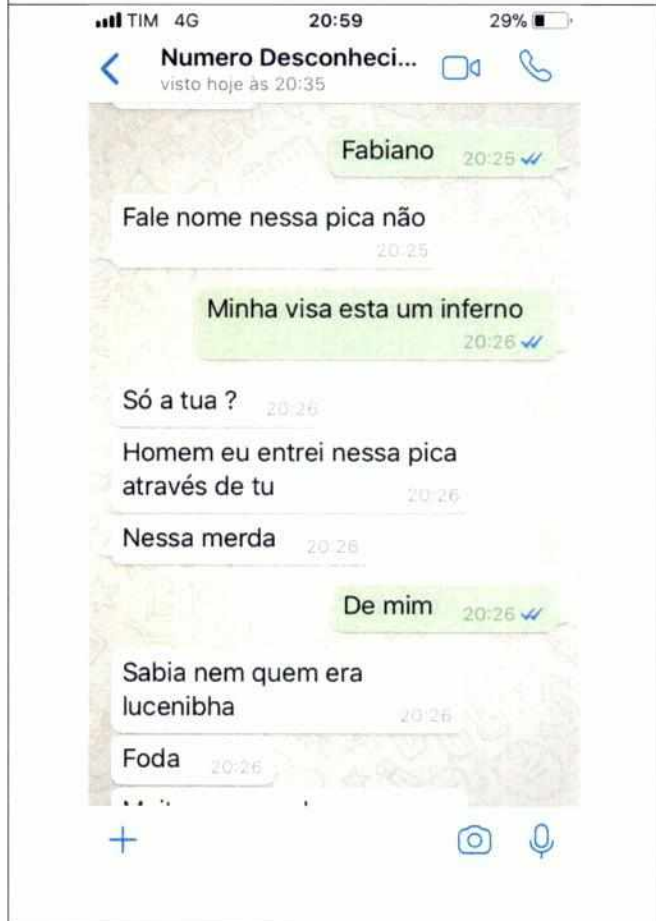 TIM 4G 20:59 29%
Numero Desconheci...
visto hoje às 20:35
Fabiano 20:25
Fale nome nessa pica não
20:25
Minha visa esta um inferno
20:26
Só a tua ? 20:26
Homem eu entrei nessa pica
através de tu 20:26
Nessa merda 20:26
De mim 20:26
Sabia nem quem era
lucenibha 20:26
Foda 20:26